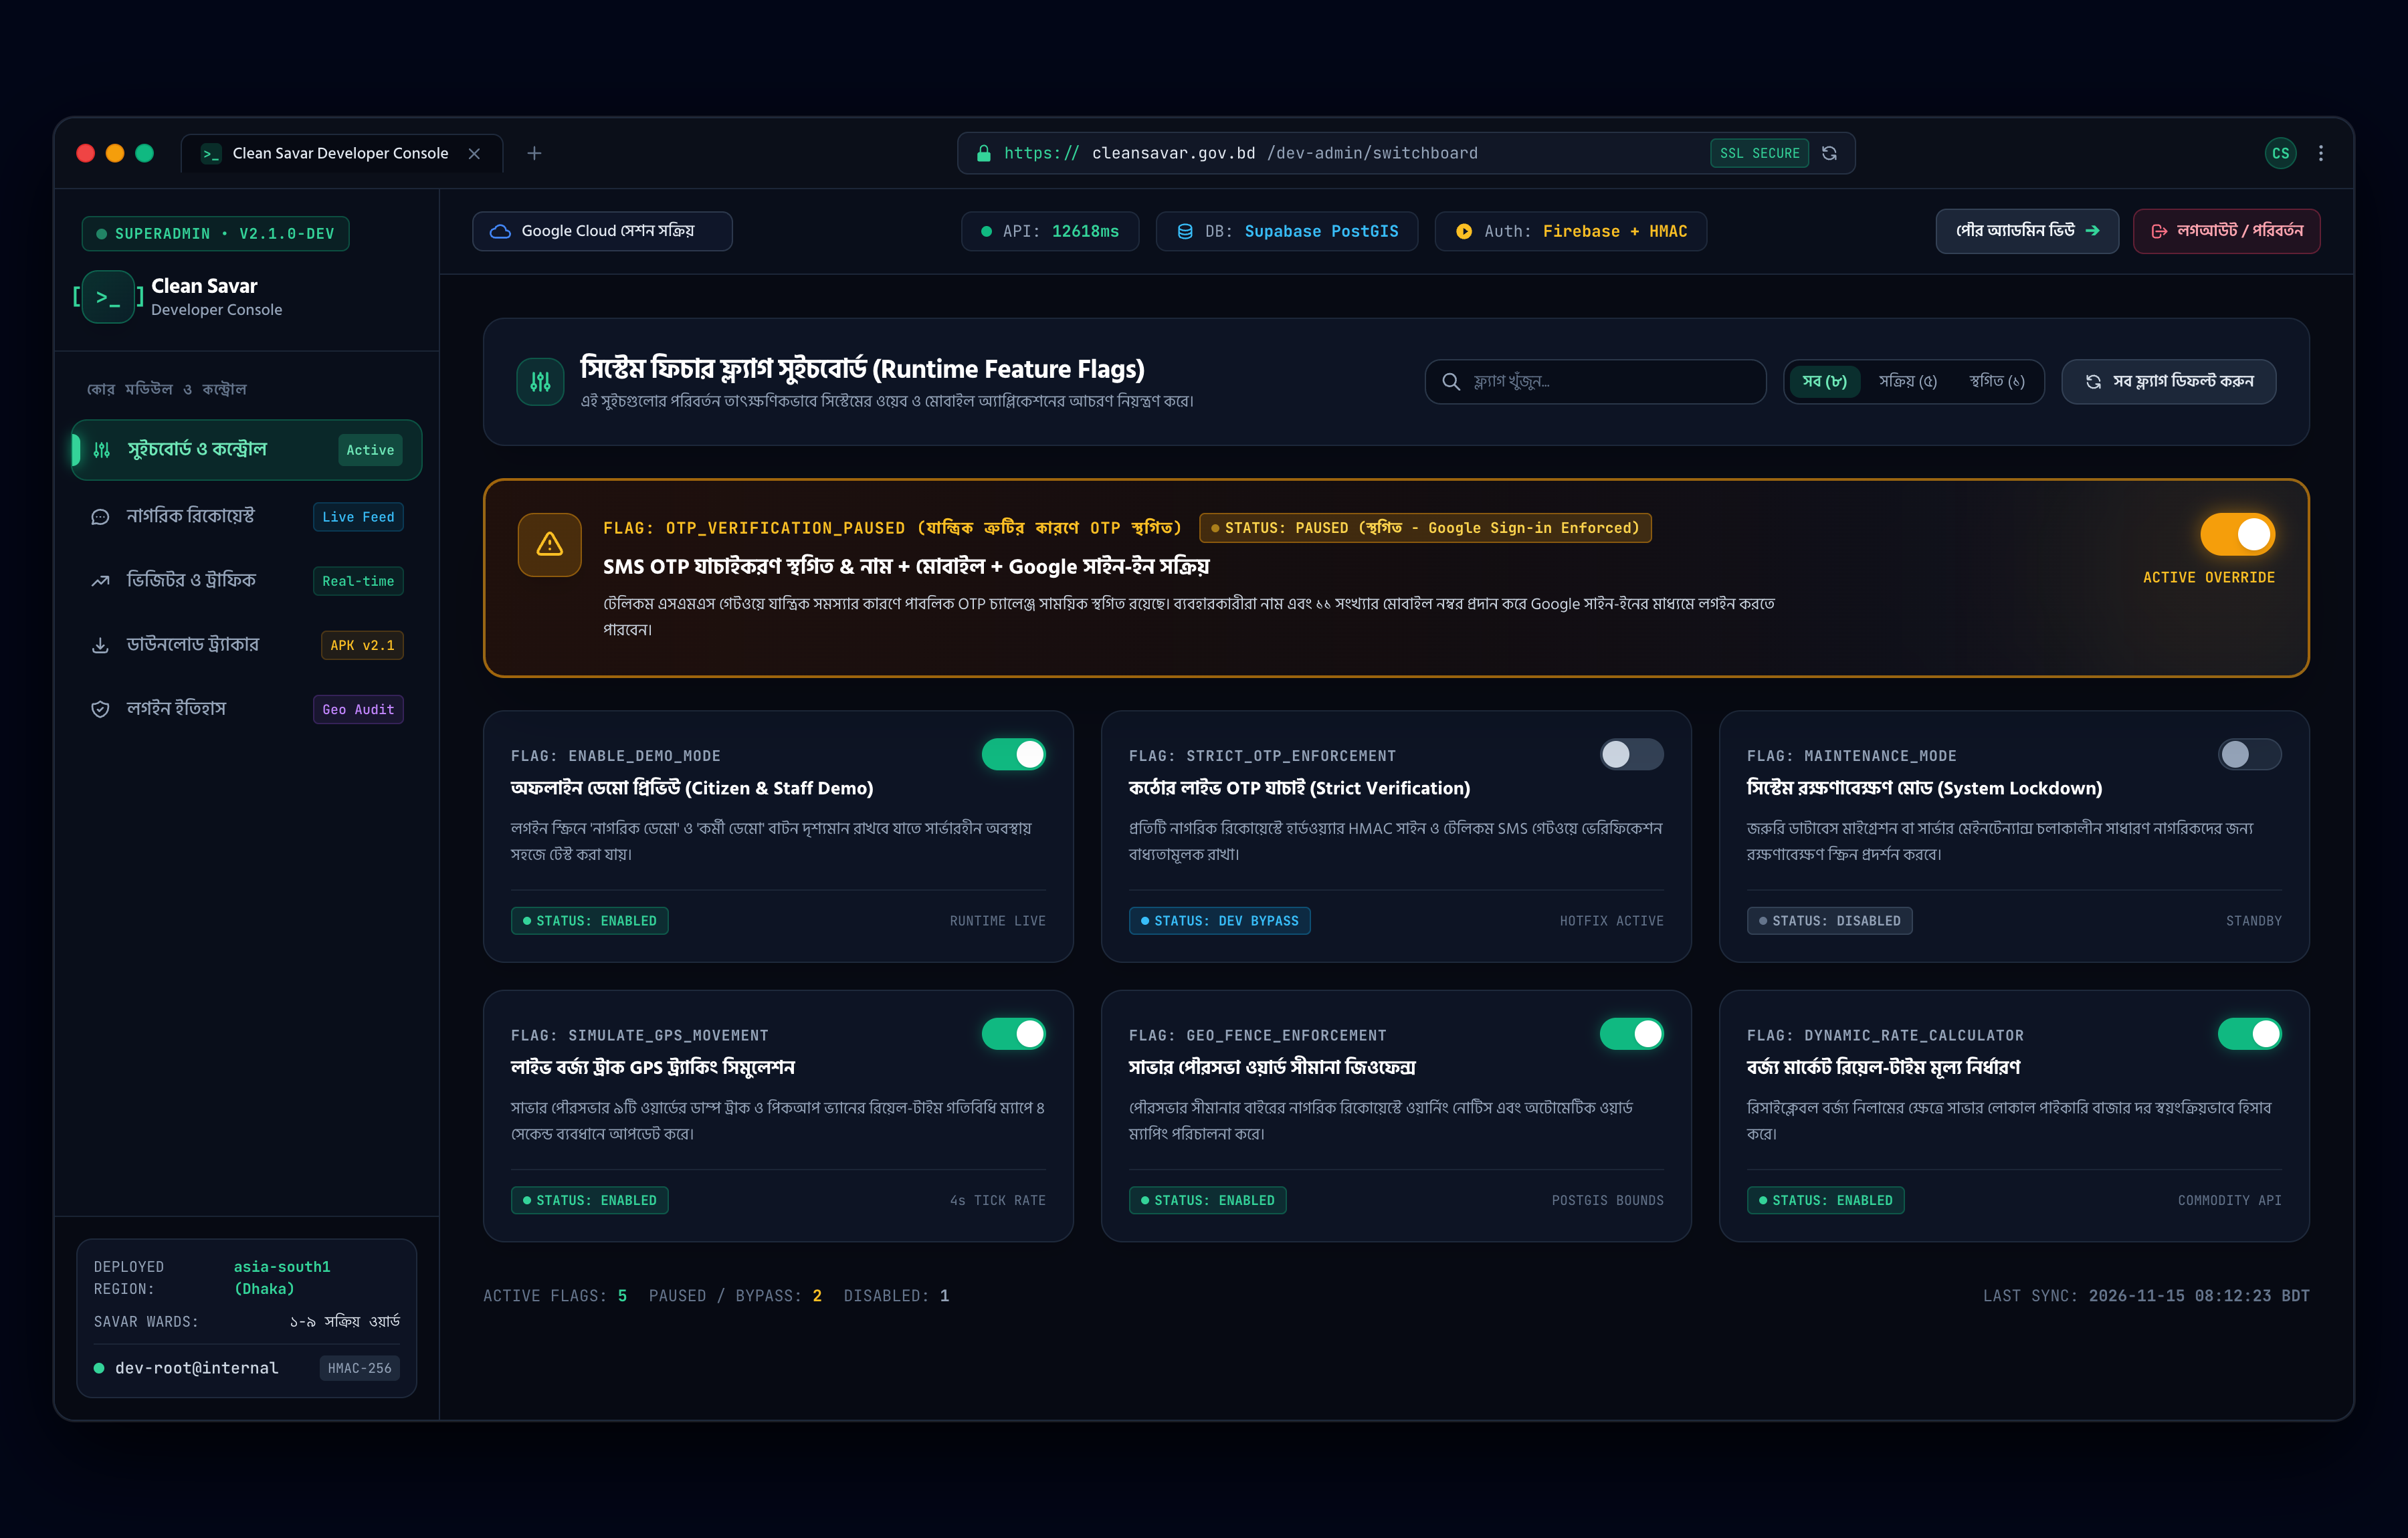 >_ Clean Savar Developer Console
https:// cleansavar.gov.bd /dev-admin/switchboard
SSL SECURE
CS
SUPERADMIN • V2.1.0-DEV
[ >_ ] Clean Savar
Developer Console
কোর মডিউল ও কন্ট্রোল
সুইচবোর্ড ও কন্ট্রোল Active
নাগরিক রিকোয়েস্ট Live Feed
ভিজিটর ও ট্রাফিক Real-time
ডাউনলোড ট্র্যাকার APK v2.1
লগইন ইতিহাস Geo Audit
DEPLOYED REGION: asia-south1 (Dhaka)
SAVAR WARDS: ১-৯ সক্রিয় ওয়ার্ড
dev-root@internal HMAC-256
Google Cloud সেশন সক্রিয়
API: 12618ms
DB: Supabase PostGIS
Auth: Firebase + HMAC
পৌর অ্যাডমিন ভিউ
লগআউট / পরিবর্তন
সিস্টেম ফিচার ফ্ল্যাগ সুইচবোর্ড (Runtime Feature Flags)
এই সুইচগুলোর পরিবর্তন তাৎক্ষণিকভাবে সিস্টেমের ওয়েব ও মোবাইল অ্যাপ্লিকেশনের আচরণ নিয়ন্ত্রণ করে।
ফ্ল্যাগ খুঁজুন...
সব (৮) সক্রিয় (৫) স্থগিত (১)
সব ফ্ল্যাগ ডিফল্ট করুন
FLAG: OTP_VERIFICATION_PAUSED (যান্ত্রিক ত্রুটির কারণে OTP স্থগিত) STATUS: PAUSED (স্থগিত - Google Sign-in Enforced)
SMS OTP যাচাইকরণ স্থগিত & নাম + মোবাইল + Google সাইন-ইন সক্রিয়
টেলিকম এসএমএস গেটওয়ে যান্ত্রিক সমস্যার কারণে পাবলিক OTP চ্যালেঞ্জ সাময়িক স্থগিত রয়েছে। ব্যবহারকারীরা নাম এবং ১১ সংখ্যার মোবাইল নম্বর প্রদান করে Google সাইন-ইনের মাধ্যমে লগইন করতে
পারবেন।
ACTIVE OVERRIDE
FLAG: ENABLE_DEMO_MODE
অফলাইন ডেমো প্রিভিউ (Citizen & Staff Demo)
লগইন স্ক্রিনে 'নাগরিক ডেমো' ও 'কর্মী ডেমো' বাটন দৃশ্যমান রাখবে যাতে সার্ভারহীন অবস্থায়
সহজে টেস্ট করা যায়।
STATUS: ENABLED RUNTIME LIVE
FLAG: STRICT_OTP_ENFORCEMENT
কঠোর লাইভ OTP যাচাই (Strict Verification)
প্রতিটি নাগরিক রিকোয়েস্টে হার্ডওয়্যার HMAC সাইন ও টেলিকম SMS গেটওয়ে ভেরিফিকেশন
বাধ্যতামূলক রাখা।
STATUS: DEV BYPASS HOTFIX ACTIVE
FLAG: MAINTENANCE_MODE
সিস্টেম রক্ষণাবেক্ষণ মোড (System Lockdown)
জরুরি ডাটাবেস মাইগ্রেশন বা সার্ভার মেইনটেন্যান্স চলাকালীন সাধারণ নাগরিকদের জন্য
রক্ষণাবেক্ষণ স্ক্রিন প্রদর্শন করবে।
STATUS: DISABLED STANDBY
FLAG: SIMULATE_GPS_MOVEMENT
লাইভ বর্জ্য ট্রাক GPS ট্র্যাকিং সিমুলেশন
সাভার পৌরসভার ৯টি ওয়ার্ডের ডাম্প ট্রাক ও পিকআপ ভ্যানের রিয়েল-টাইম গতিবিধি ম্যাপে ৪
সেকেন্ড ব্যবধানে আপডেট করে।
STATUS: ENABLED 4s TICK RATE
FLAG: GEO_FENCE_ENFORCEMENT
সাভার পৌরসভা ওয়ার্ড সীমানা জিওফেন্স
পৌরসভার সীমানার বাইরের নাগরিক রিকোয়েস্টে ওয়ার্নিং নোটিস এবং অটোমেটিক ওয়ার্ড
ম্যাপিং পরিচালনা করে।
STATUS: ENABLED POSTGIS BOUNDS
FLAG: DYNAMIC_RATE_CALCULATOR
বর্জ্য মার্কেট রিয়েল-টাইম মূল্য নির্ধারণ
রিসাইক্লেবল বর্জ্য নিলামের ক্ষেত্রে সাভার লোকাল পাইকারি বাজার দর স্বয়ংক্রিয়ভাবে হিসাব
করে।
STATUS: ENABLED COMMODITY API
ACTIVE FLAGS: 5 PAUSED / BYPASS: 2 DISABLED: 1
LAST SYNC: 2026-11-15 08:12:23 BDT